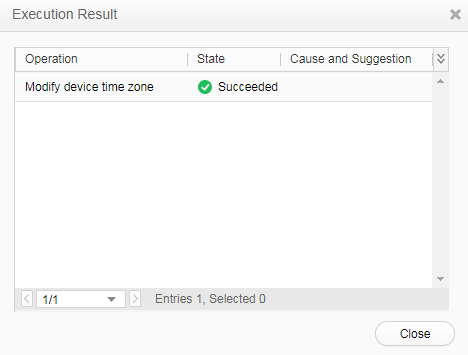 Execution Result
Operation State Cause and Suggestion
Modify device time zone Succeeded
1/1 Entries 1, Selected 0
Close